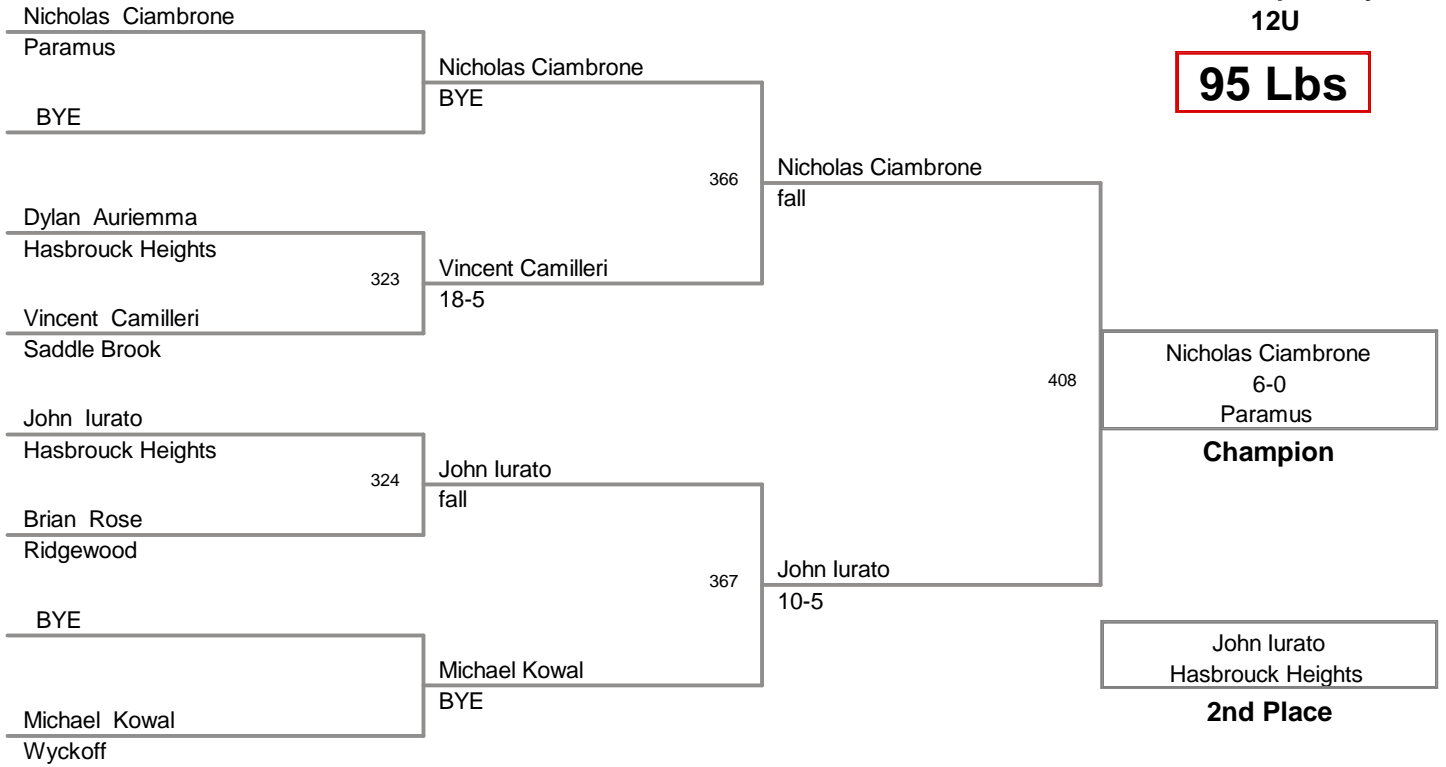 12U
95 Lbs
Nicholas Ciambrone
Paramus
BYE
Dylan Auriemma
Hasbrouck Heights
323
Vincent Camilleri
Saddle Brook
John Iurato
Hasbrouck Heights
324
Brian Rose
Ridgewood
BYE
Michael Kowal
Wyckoff
Nicholas Ciambrone
BYE
366
Vincent Camilleri
18-5
John Iurato
fall
367
Michael Kowal
BYE
Nicholas Ciambrone
fall
408
John Iurato
10-5
Nicholas Ciambrone
6-0
Paramus
Champion
John Iurato
Hasbrouck Heights
2nd Place